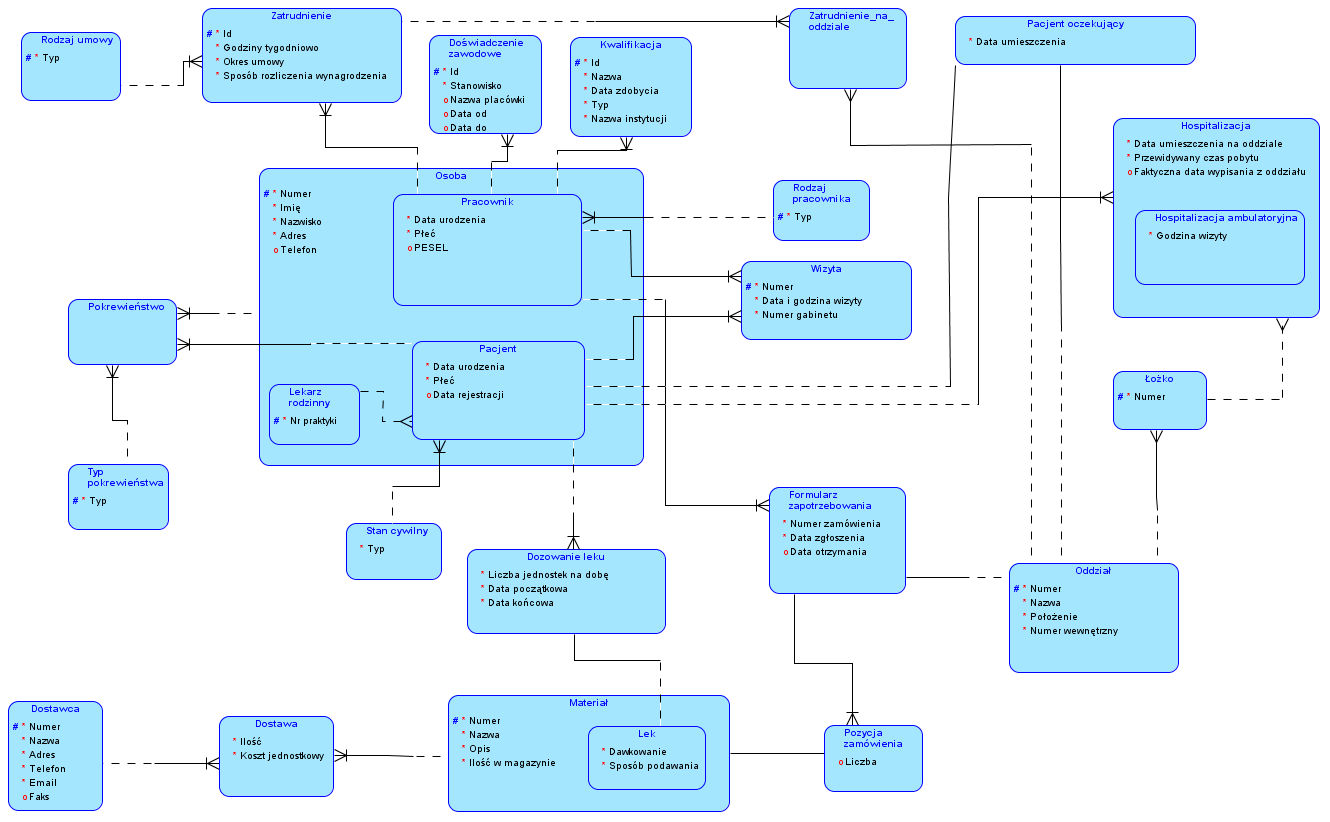 Zatrudnienie
# * Id
* Godziny tygodniowo
* Okres umowy
* Sposób rozliczenia wynagrodzenia
Rodzaj umowy
# * Typ
Doświadczenie
zawodowe
# * Id
* Stanowisko
o Nazwa placówki
o Data od
o Data do
Kwalifikacja
# * Id
* Nazwa
* Data zdobycia
* Typ
* Nazwa instytucji
Zatrudnienie_na_
oddziale
Pacjent oczekujący
* Data umieszczenia
Hospitalizacja
* Data umieszczenia na oddziale
* Przewidywany czas pobytu
o Faktyczna data wypisania z oddziału
Hospitalizacja ambulatoryjna
* Godzina wizyty
Osoba
# * Numer
* Imię
* Nazwisko
* Adres
o Telefon
Pracownik
* Data urodzenia
* Płeć
o PESEL
Rodzaj
pracownika
# * Typ
Wizyta
# * Numer
* Data i godzina wizyty
* Numer gabinetu
Pokrewieństwo
Pacjent
* Data urodzenia
* Płeć
o Data rejestracji
Lekarz
rodzinny
# * Nr praktyki
Łożko
# * Numer
Typ
pokrewieństwa
# * Typ
Stan cywilny
* Typ
Formularz
zapotrzebowania
* Numer zamówienia
* Data zgłoszenia
o Data otrzymania
Dozowanie leku
* Liczba jednostek na dobę
* Data początkowa
* Data końcowa
Oddział
# * Numer
* Nazwa
* Położenie
* Numer wewnętrzny
Dostawca
# * Numer
* Nazwa
* Adres
* Telefon
* Email
o Faks
Dostawa
* Ilość
* Koszt jednostkowy
Materiał
# * Numer
* Nazwa
* Opis
* Ilość w magazynie
Lek
* Dawkowanie
* Sposób podawania
Pozycja
zamówienia
o Liczba